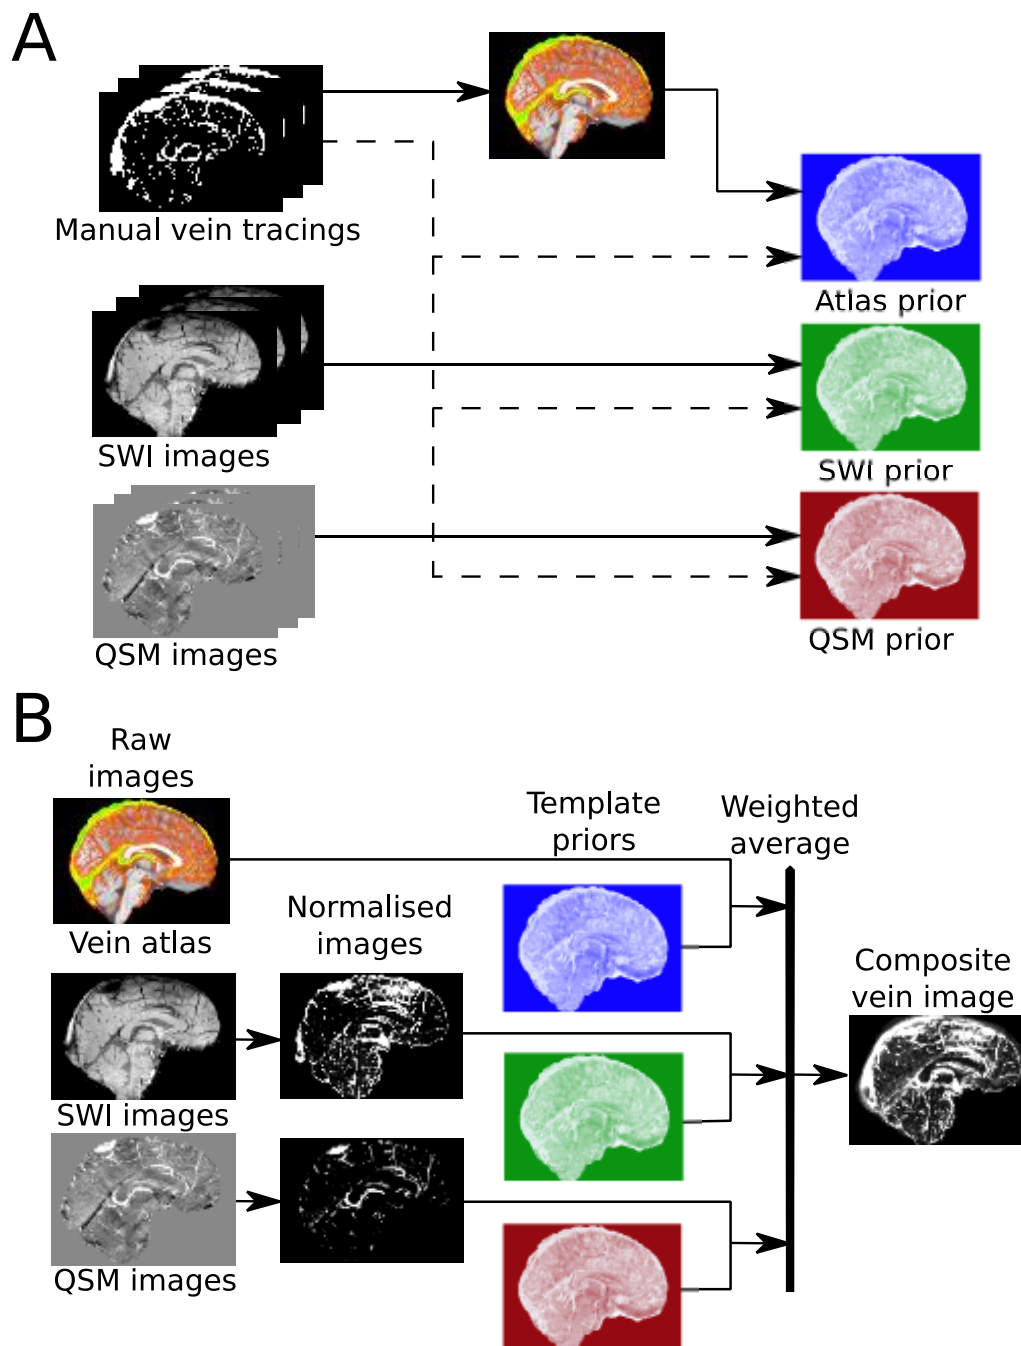 A
Manual vein tracings
Atlas prior
SWI images
SWI prior
QSM images
QSM prior
B
Raw
images
Template
priors
Weighted
average
Vein atlas
Normalised
images
Composite
vein image
SWI images
QSM images